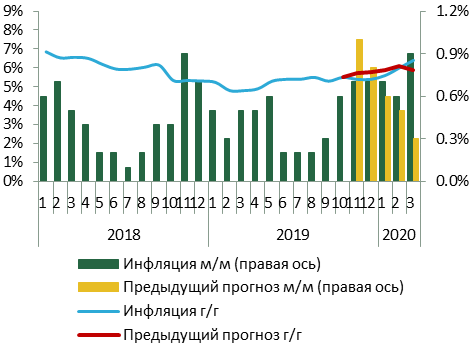 9% 1.2%
8%
7% 0.9%
6%
5% 0.6%
4%
3% 0.3%
2%
1%
0% 0.0%
1 2 3 4 5 6 7 8 9 10 11 12 1 2 3 4 5 6 7 8 9 10 11 12 1 2 3
2018 2019 2020
Инфляция м/м (правая ось)
Предыдущий прогноз м/м (правая ось)
Инфляция г/г
Предыдущий прогноз г/г